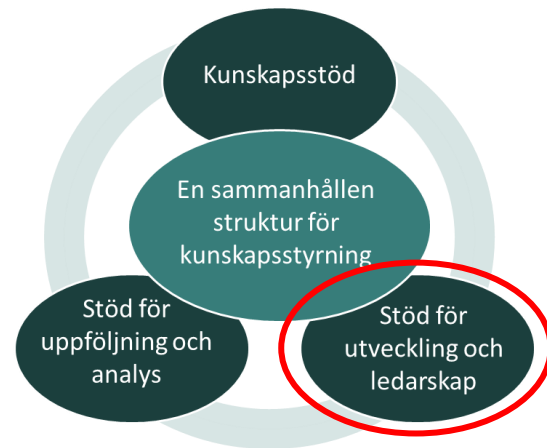 Kunskapsstöd
En sammanhållen
struktur för
kunskapsstyrning
Stöd för
uppföljning och
analys
Stöd för
utveckling och
ledarskap